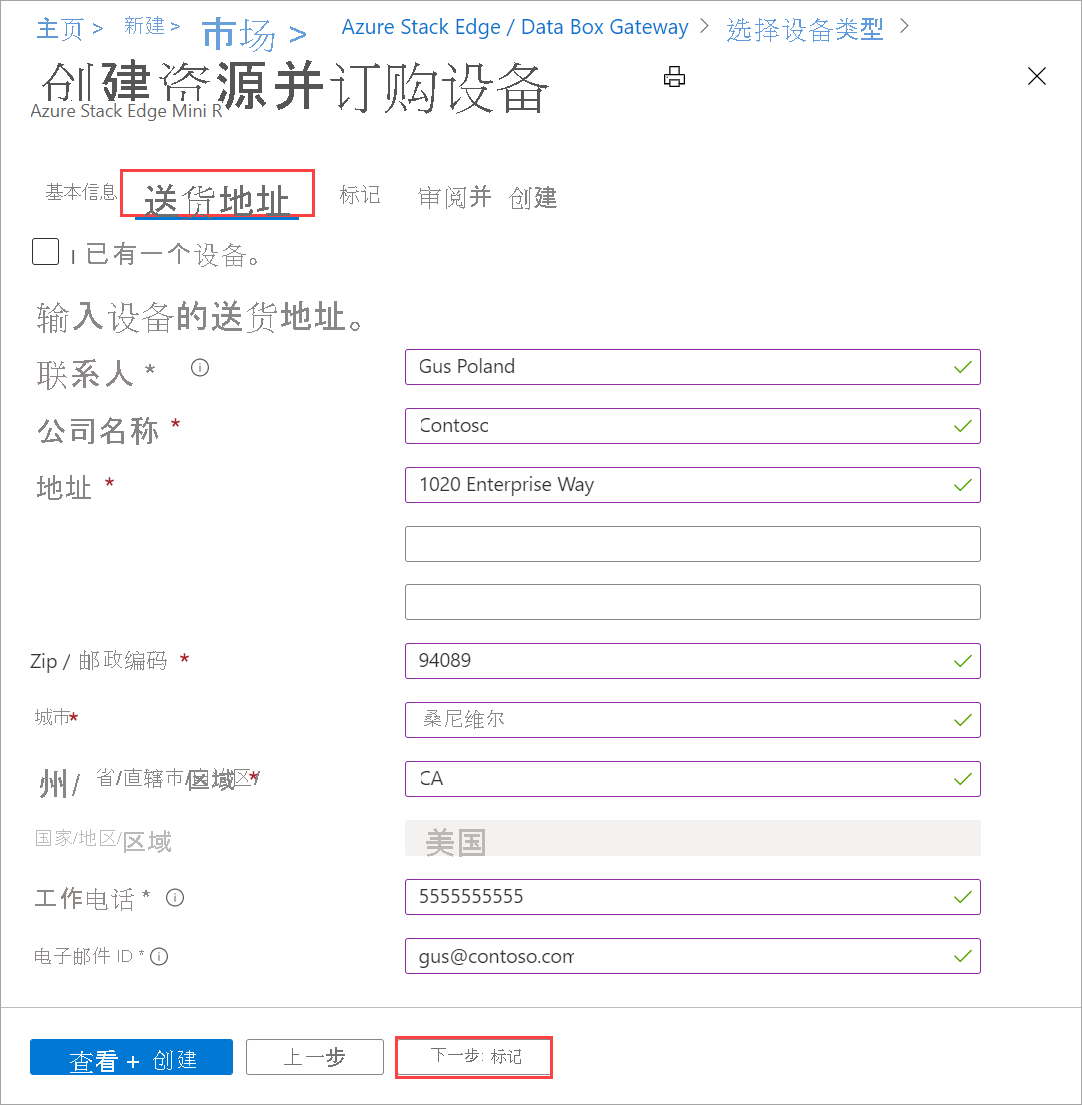 主页 > 新建 > 市场 > Azure Stack Edge / Data Box Gateway > 选择设备类型 >
创建资源并订购设备
Azure Stack Edge Mini R
基本信息 送货地址 标记 审阅并 创建
I 已有一个设备。
输入设备的送货地址。
联系人 * Gus Poland
公司名称 * Contosc
地址 * 1020 Enterprise Way
Zip / 邮政编码 * 94089
城市* 桑尼维尔
州/ 省/直辖市/自治区/区域 * CA
国家/地区/区域 美国
工作电话 * 5555555555
电子邮件 ID * gus@contoso.com
查看 + 创建 上一步 下一步: 标记